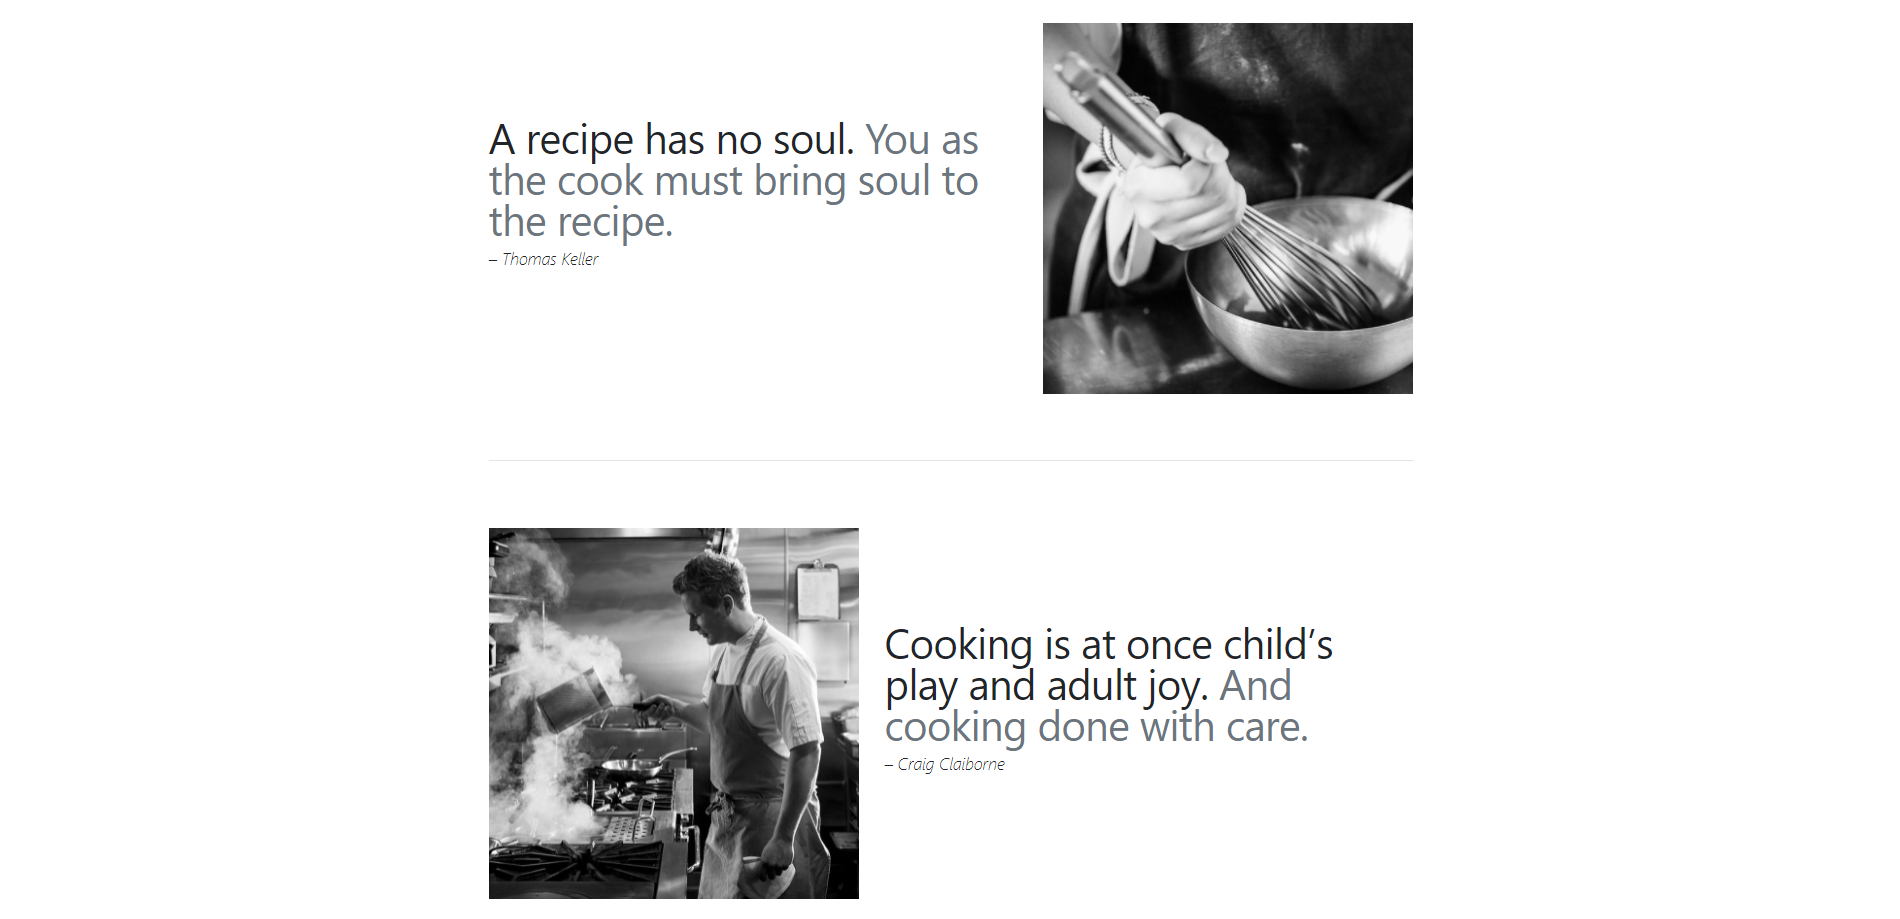 A recipe has no soul. You as
the cook must bring soul to
the recipe.
– Thomas Keller
Cooking is at once child’s
play and adult joy. And
cooking done with care.
– Craig Claiborne